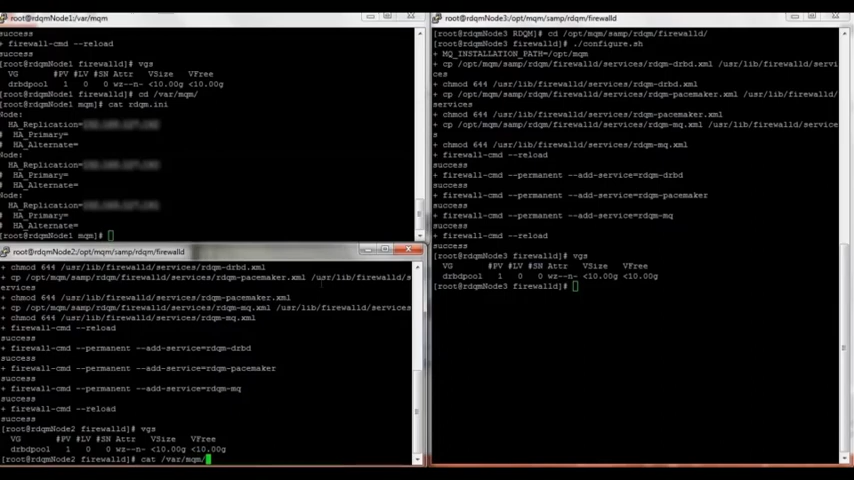 root@rdqmNode1:/var/mqm
success
+ firewall-cmd --reload
success
[root@rdqmNode1 firewalld]# vgs
VG #PV #LV #SN Attr VSize VFree
drbdpool 1 0 0 wz--n- <10.00g <10.00g
[root@rdqmNode1 firewalld]# cd /var/mqm/
[root@rdqmNode1 mqm]# cat rdqm.ini
Node:
HA_Replication=
# HA_Primary=
# HA_Alternate=
Node:
HA_Replication=
# HA_Primary=
# HA_Alternate=
Node:
HA_Replication=
# HA_Primary=
# HA_Alternate=
[root@rdqmNode1 mqm]#
root@rdqmNode2:/opt/mqm/samp/rdqm/firewalld
+ chmod 644 /usr/lib/firewalld/services/rdqm-drbd.xml
+ cp /opt/mqm/samp/rdqm/firewalld/services/rdqm-pacemaker.xml /usr/lib/firewalld/s
ervices
+ chmod 644 /usr/lib/firewalld/services/rdqm-pacemaker.xml
+ cp /opt/mqm/samp/rdqm/firewalld/services/rdqm-mq.xml /usr/lib/firewalld/services
+ chmod 644 /usr/lib/firewalld/services/rdqm-mq.xml
+ firewall-cmd --reload
success
+ firewall-cmd --permanent --add-service=rdqm-drbd
success
+ firewall-cmd --permanent --add-service=rdqm-pacemaker
success
+ firewall-cmd --permanent --add-service=rdqm-mq
success
+ firewall-cmd --reload
success
[root@rdqmNode2 firewalld]# vgs
VG #PV #LV #SN Attr VSize VFree
drbdpool 1 0 0 wz--n- <10.00g <10.00g
[root@rdqmNode2 firewalld]# cat /var/mqm/
root@rdqmNode3:/opt/mqm/samp/rdqm/firewalld
[root@rdqmNode3 RDQM]# cd /opt/mqm/samp/rdqm/firewalld/
[root@rdqmNode3 firewalld]# ./configure.sh
+ MQ_INSTALLATION_PATH=/opt/mqm
+ cp /opt/mqm/samp/rdqm/firewalld/services/rdqm-drbd.xml /usr/lib/firewalld/servi
ces
+ chmod 644 /usr/lib/firewalld/services/rdqm-drbd.xml
+ cp /opt/mqm/samp/rdqm/firewalld/services/rdqm-pacemaker.xml /usr/lib/firewalld/
services
+ chmod 644 /usr/lib/firewalld/services/rdqm-pacemaker.xml
+ cp /opt/mqm/samp/rdqm/firewalld/services/rdqm-mq.xml /usr/lib/firewalld/service
s
+ chmod 644 /usr/lib/firewalld/services/rdqm-mq.xml
+ firewall-cmd --reload
success
+ firewall-cmd --permanent --add-service=rdqm-drbd
success
+ firewall-cmd --permanent --add-service=rdqm-pacemaker
success
+ firewall-cmd --permanent --add-service=rdqm-mq
success
+ firewall-cmd --reload
success
[root@rdqmNode3 firewalld]# vgs
VG #PV #LV #SN Attr VSize VFree
drbdpool 1 0 0 wz--n- <10.00g <10.00g
[root@rdqmNode3 firewalld]#